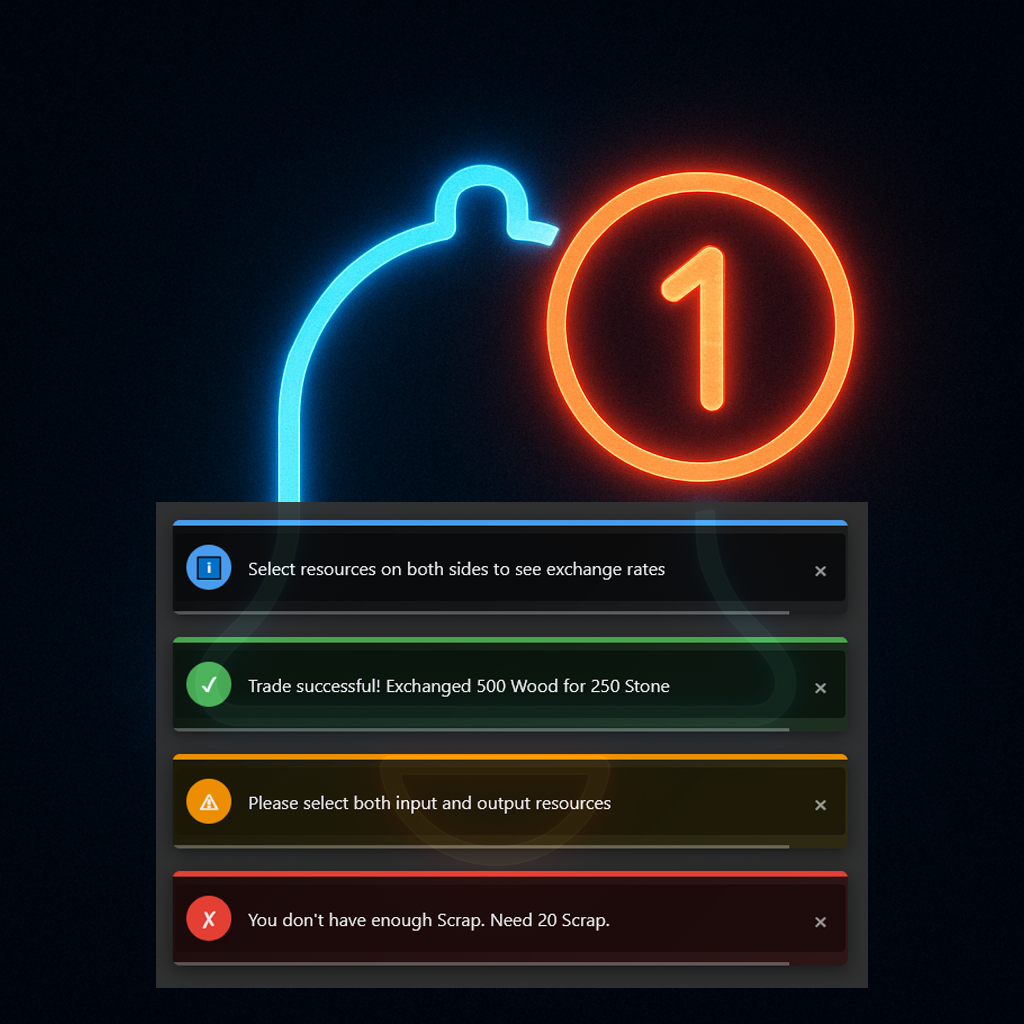 1
Select resources on both sides to see exchange rates
Trade successful! Exchanged 500 Wood for 250 Stone
Please select both input and output resources
You don't have enough Scrap. Need 20 Scrap.